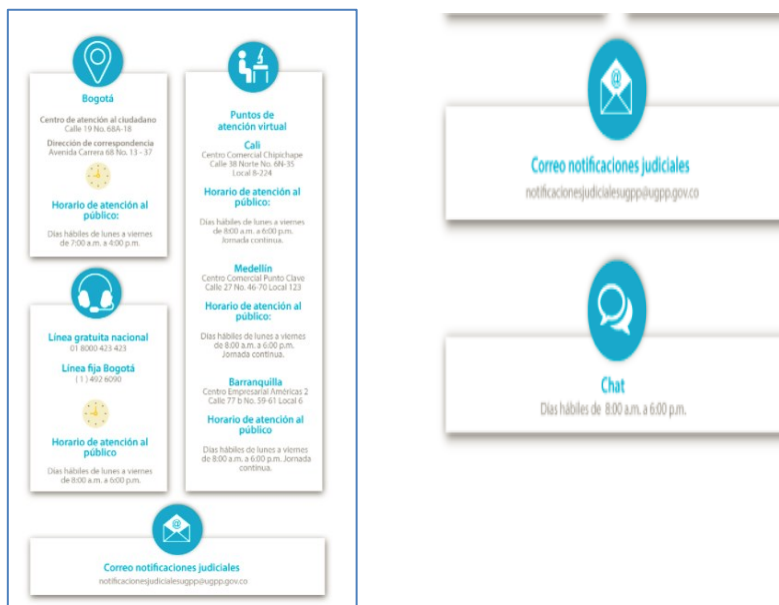 Bogotá
Centro de atención al ciudadano
Calle 19 No. 68A-18
Dirección de correspondencia
Avenida Carrera 68 No. 13 - 37
Horario de atención al
público:
Días hábiles de lunes a viernes
de 7:00 a.m. a 4:00 p.m.
Línea gratuita nacional
01 8000 423 423
Línea fija Bogotá
( 1 ) 492 6090
Horario de atención al
público
Días hábiles de lunes a viernes
de 8:00 a.m. a 6:00 p.m.
Puntos de
atención virtual
Cali
Centro Comercial Chipichape
Calle 38 Norte No. 6N-35
Local 8-224
Horario de atención al
público:
Días hábiles de lunes a viernes
de 8:00 a.m. a 6:00 p.m.
Jornada continua.
Medellín
Centro Comercial Punto Clave
Calle 27 No. 46-70 Local 123
Horario de atención al
público:
Días hábiles de lunes a viernes
de 8:00 a.m. a 6:00 p.m.
Jornada continua.
Barranquilla
Centro Empresarial Américas 2
Calle 77 b No. 59-61 Local 6
Horario de atención al
público
Días hábiles de lunes a viernes
de 8:00 a.m. a 6:00 p.m. Jornada
continua.
@
Correo notificaciones judiciales
notificacionesjudicialesugpp@ugpp.gov.co
@
Correo notificaciones judiciales
notificacionesjudicialesugpp@ugpp.gov.co
Chat
Días hábiles de 8:00 a.m. a 6:00 p.m.